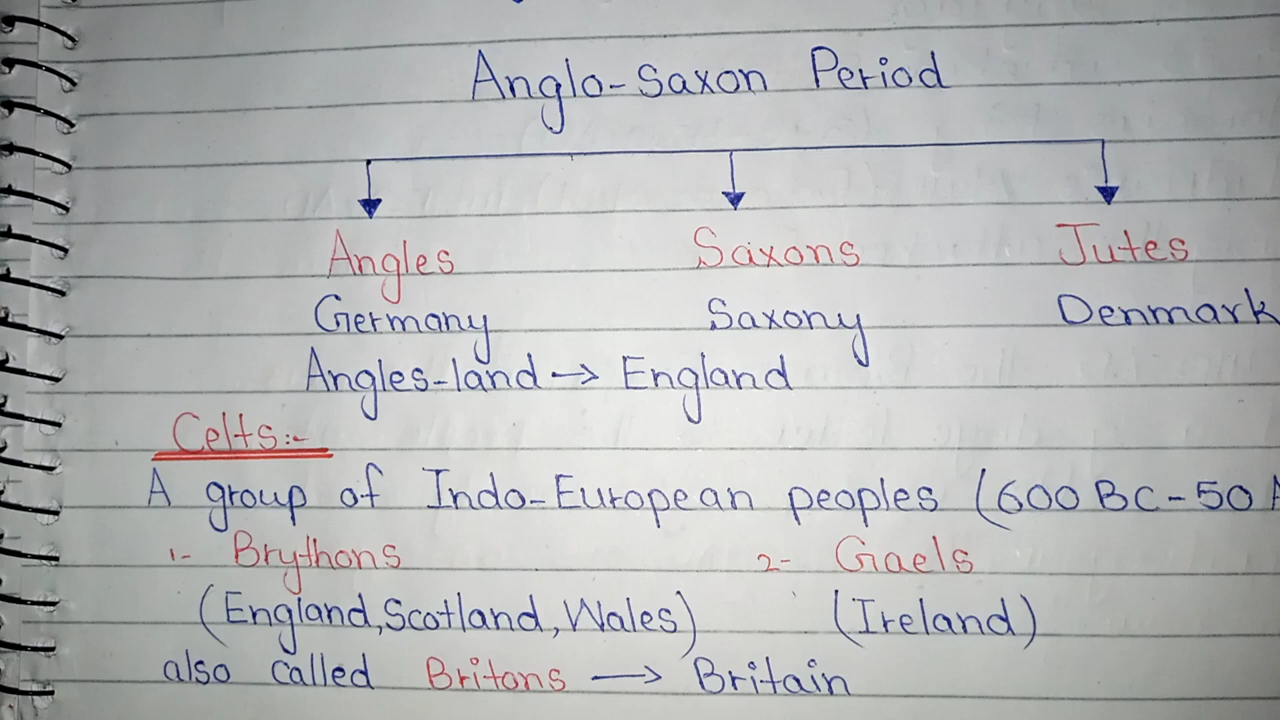 Anglo-Saxon Period
Angles Saxons Jutes
Germany Saxony Denmark
Angles-land → England
Celts:-
A group of Indo-European peoples (600 BC-50 A
1- Brythons 2- Gaels
(England,Scotland,Wales) (Ireland)
also called Britons → Britain